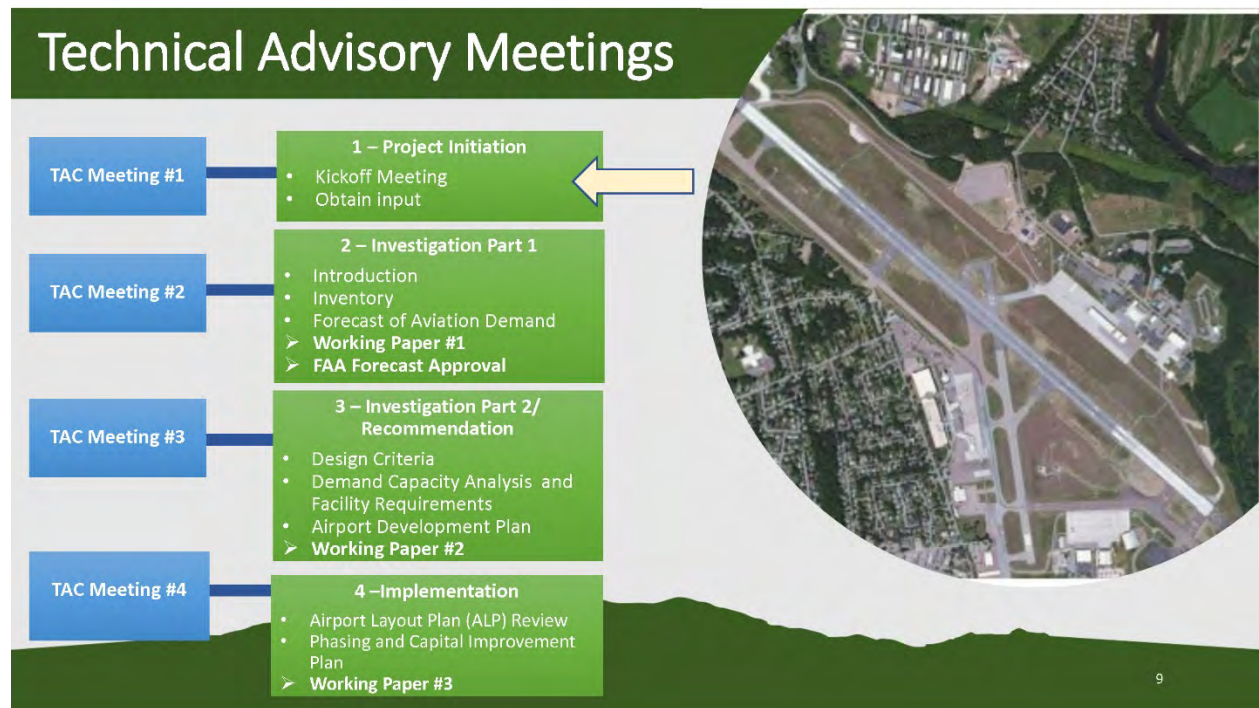 Technical Advisory Meetings
TAC Meeting #1
1 – Project Initiation
• Kickoff Meeting
• Obtain input
TAC Meeting #2
2 – Investigation Part 1
• Introduction
• Inventory
• Forecast of Aviation Demand
➢ Working Paper #1
➢ FAA Forecast Approval
TAC Meeting #3
3 – Investigation Part 2/
Recommendation
• Design Criteria
• Demand Capacity Analysis and
Facility Requirements
• Airport Development Plan
➢ Working Paper #2
TAC Meeting #4
4 –Implementation
• Airport Layout Plan (ALP) Review
• Phasing and Capital Improvement
Plan
➢ Working Paper #3
9